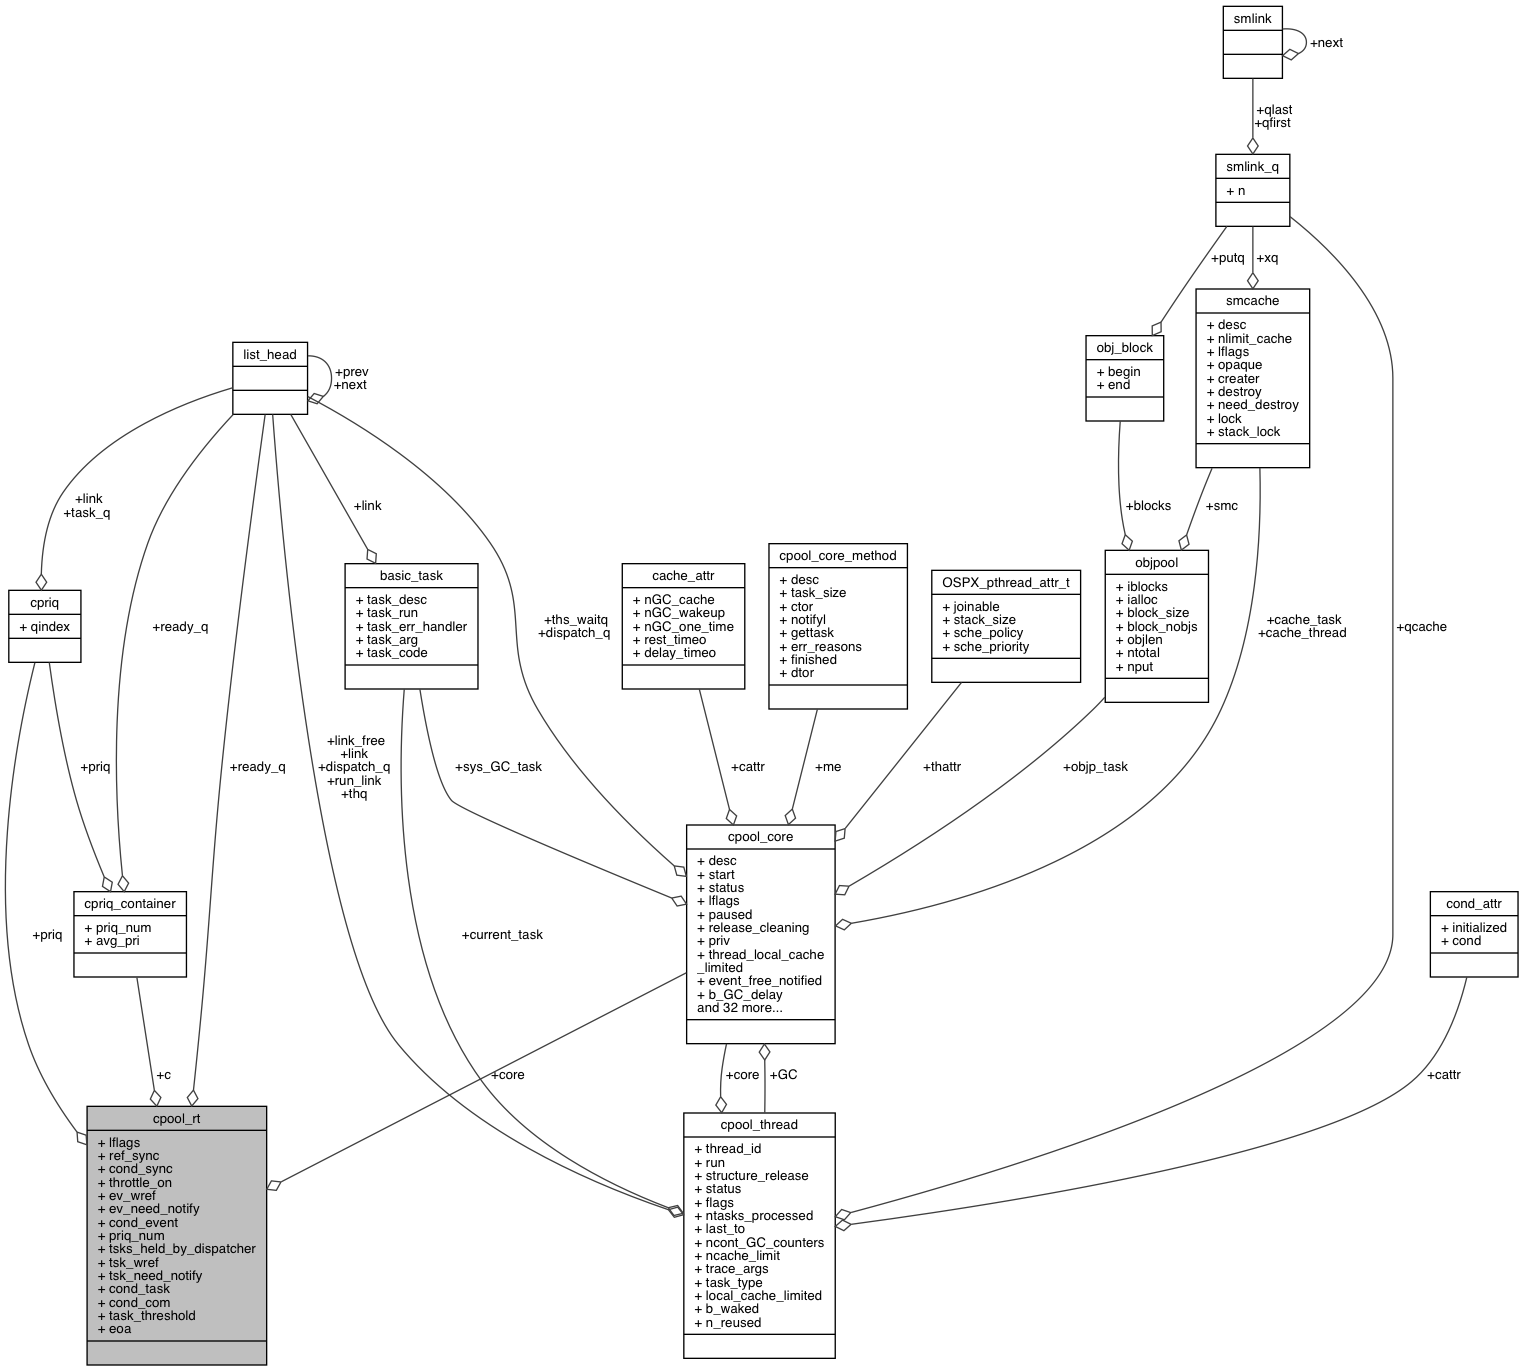 smlink
+next
+qlast
+qfirst
smlink_q
+ n
+putq
+xq
smcache
+ desc
+ nlimit_cache
+ lflags
+ opaque
+ creater
+ destroy
+ need_destroy
+ lock
+ stack_lock
obj_block
+ begin
+ end
list_head
+prev
+next
+link
+task_q
+link
+blocks
+smc
cpool_core_method
+ desc
+ task_size
+ ctor
+ notifyl
+ gettask
+ err_reasons
+ finished
+ dtor
objpool
+ iblocks
+ ialloc
+ block_size
+ block_nobjs
+ objlen
+ ntotal
+ nput
basic_task
+ task_desc
+ task_run
+ task_err_handler
+ task_arg
+ task_code
cache_attr
+ nGC_cache
+ nGC_wakeup
+ nGC_one_time
+ rest_timeo
+ delay_timeo
OSPX_pthread_attr_t
+ joinable
+ stack_size
+ sche_policy
+ sche_priority
cpriq
+ qindex
+ready_q
+ths_waitq
+dispatch_q
+cache_task
+cache_thread
+qcache
+priq
+ready_q
+link_free
+link
+dispatch_q
+run_link
+thq
+sys_GC_task
+cattr
+me
+thattr
+objp_task
cpool_core
+ desc
+ start
+ status
+ lflags
+ paused
+ release_cleaning
+ priv
+ thread_local_cache
_limited
+ event_free_notified
+ b_GC_delay
and 32 more...
cpriq_container
+ priq_num
+ avg_pri
cond_attr
+ initialized
+ cond
+priq
+current_task
+c
+core
+core
+GC
+cattr
cpool_rt
+ lflags
+ ref_sync
+ cond_sync
+ throttle_on
+ ev_wref
+ ev_need_notify
+ cond_event
+ priq_num
+ tsks_held_by_dispatcher
+ tsk_wref
+ tsk_need_notify
+ cond_task
+ cond_com
+ task_threshold
+ eoa
cpool_thread
+ thread_id
+ run
+ structure_release
+ status
+ flags
+ ntasks_processed
+ last_to
+ ncont_GC_counters
+ ncache_limit
+ trace_args
+ task_type
+ local_cache_limited
+ b_waked
+ n_reused